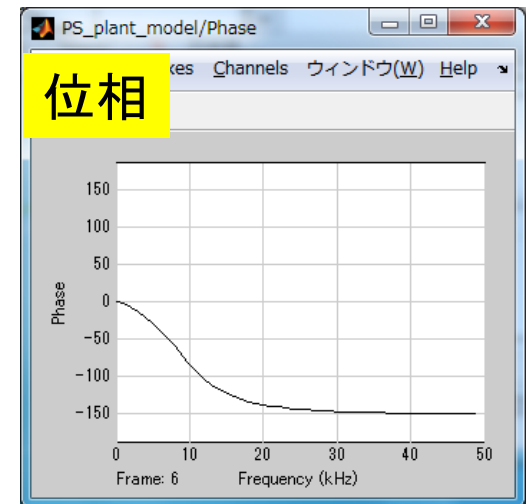 PS_plant_model/Phase
xes Channels ウィンドウ(W) Help
位相
150
100
50
0
-50
-100
-150
Phase
0 10 20 30 40 50
Frame: 6 Frequency (kHz)